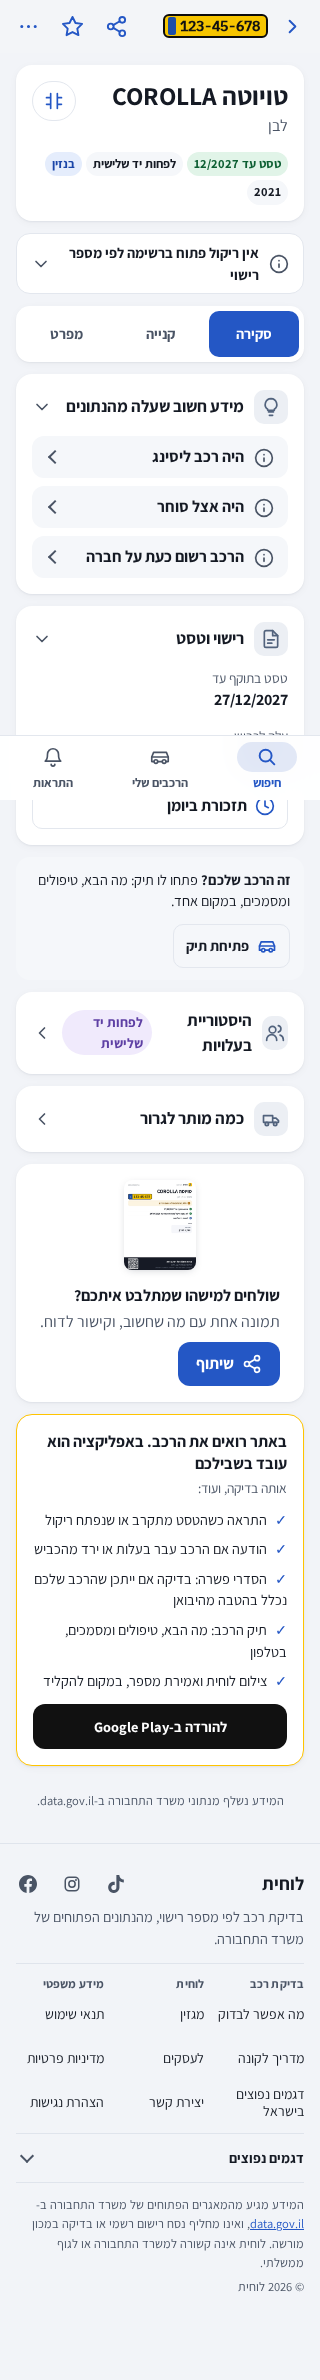 123-45-678
טויוטה COROLLA
לבן
טסט עד 12/2027
לפחות יד שלישית
בנזין
2021
אין ריקול פתוח ברשימה לפי מספר
רישוי
סקירה
קנייה
מפרט
מידע חשוב שעלה מהנתונים
היה רכב ליסינג
היה אצל סוחר
הרכב רשום כעת על חברה
רישוי וטסט
טסט בתוקף עד
27/12/2027
חיפוש
הרכבים שלי
התראות
תזכורת ביומן
זה הרכב שלכם? פתחו לו תיק: מה הבא, טיפולים
ומסמכים, במקום אחד.
פתיחת תיק
היסטוריית
בעלויות
לפחות יד
שלישית
כמה מותר לגרור
שולחים למישהו שמתלבט איתכם?
תמונה אחת עם מה שחשוב, וקישור לדוח.
שיתוף
באתר רואים את הרכב. באפליקציה הוא
עובד בשבילכם
אותה בדיקה, ועוד:
✓ התראה כשהטסט מתקרב או שנפתח ריקול
✓ הודעה אם הרכב עבר בעלות או ירד מהכביש
✓ הסדרי פשרה: בדיקה אם ייתכן שהרכב שלכם
נכלל בהטבה מהיבואן
✓ תיק הרכב: מה הבא, טיפולים ומסמכים,
בטלפון
✓ צילום לוחית ואמירת מספר, במקום להקליד
להורדה ב-Google Play
המידע נשלף מנתוני משרד התחבורה ב-data.gov.il.
לוחית
בדיקת רכב לפי מספר רישוי, מהנתונים הפתוחים של
משרד התחבורה.
בדיקת רכב
לוחית
מידע משפטי
מה אפשר לבדוק
מגזין
תנאי שימוש
מדריך לקונה
לעסקים
מדיניות פרטיות
דגמים נפוצים
בישראל
יצירת קשר
הצהרת נגישות
דגמים נפוצים
המידע מגיע מהמאגרים הפתוחים של משרד התחבורה ב-
data.gov.il, ואינו מחליף נסח רישום רשמי או בדיקה במכון
מורשה. לוחית אינה קשורה למשרד התחבורה או לגוף
ממשלתי.
© 2026 לוחית